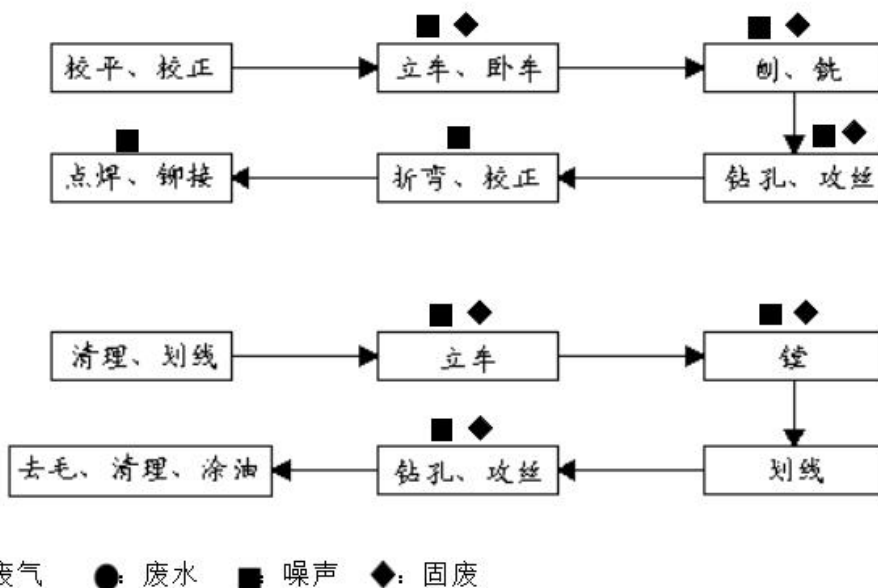 校平、校正
立车、卧车
刨、铣
点焊、铆接
折弯、校正
钻孔、攻丝
清理、划线
立车
镗
去毛、清理、涂油
钻孔、攻丝
划线
废气 ●：废水 ■：噪声 ◆：固废